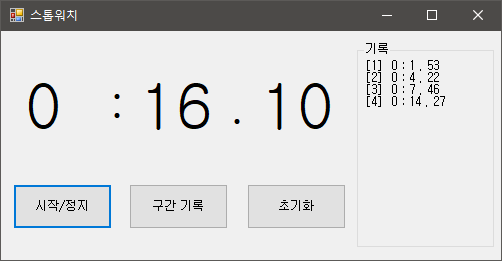 스톱워치
0 : 16 . 10
시작/정지
구간 기록
초기화
기록
[1] 0 : 1 . 53
[2] 0 : 4 . 22
[3] 0 : 7 . 46
[4] 0 : 14 . 27